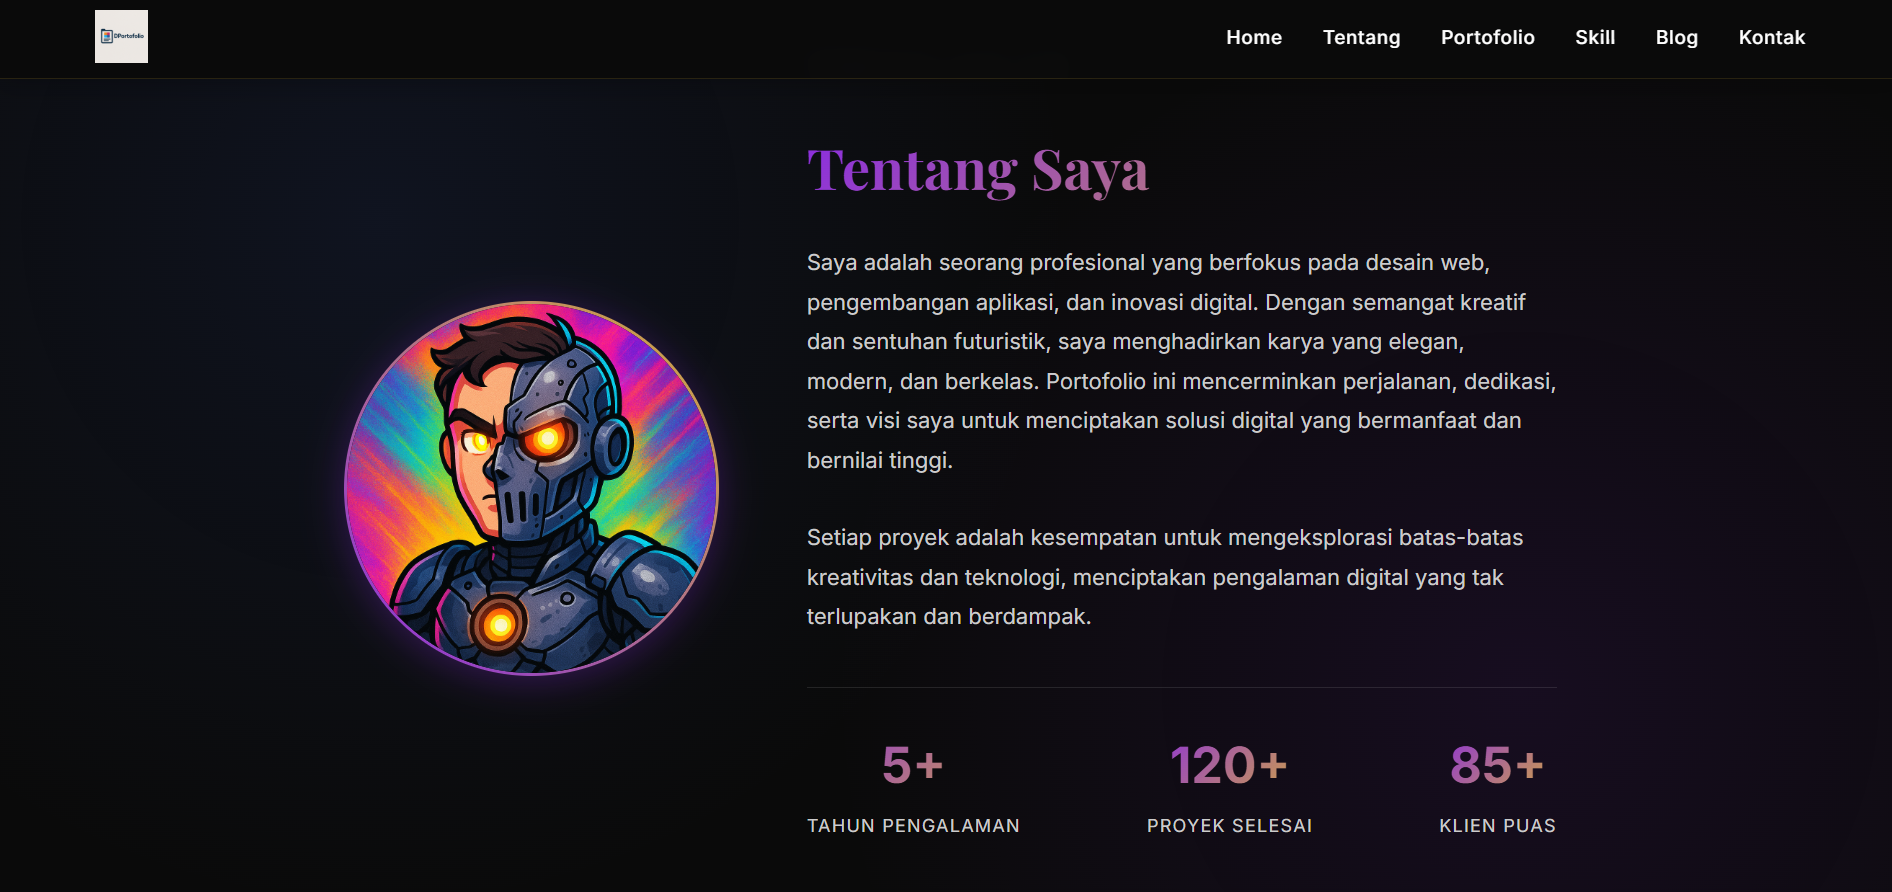 DPortofolio
Home
Tentang
Portofolio
Skill
Blog
Kontak
Tentang Saya
Saya adalah seorang profesional yang berfokus pada desain web,
pengembangan aplikasi, dan inovasi digital. Dengan semangat kreatif
dan sentuhan futuristik, saya menghadirkan karya yang elegan,
modern, dan berkelas. Portofolio ini mencerminkan perjalanan, dedikasi,
serta visi saya untuk menciptakan solusi digital yang bermanfaat dan
bernilai tinggi.
Setiap proyek adalah kesempatan untuk mengeksplorasi batas-batas
kreativitas dan teknologi, menciptakan pengalaman digital yang tak
terlupakan dan berdampak.
5+
TAHUN PENGALAMAN
120+
PROYEK SELESAI
85+
KLIEN PUAS